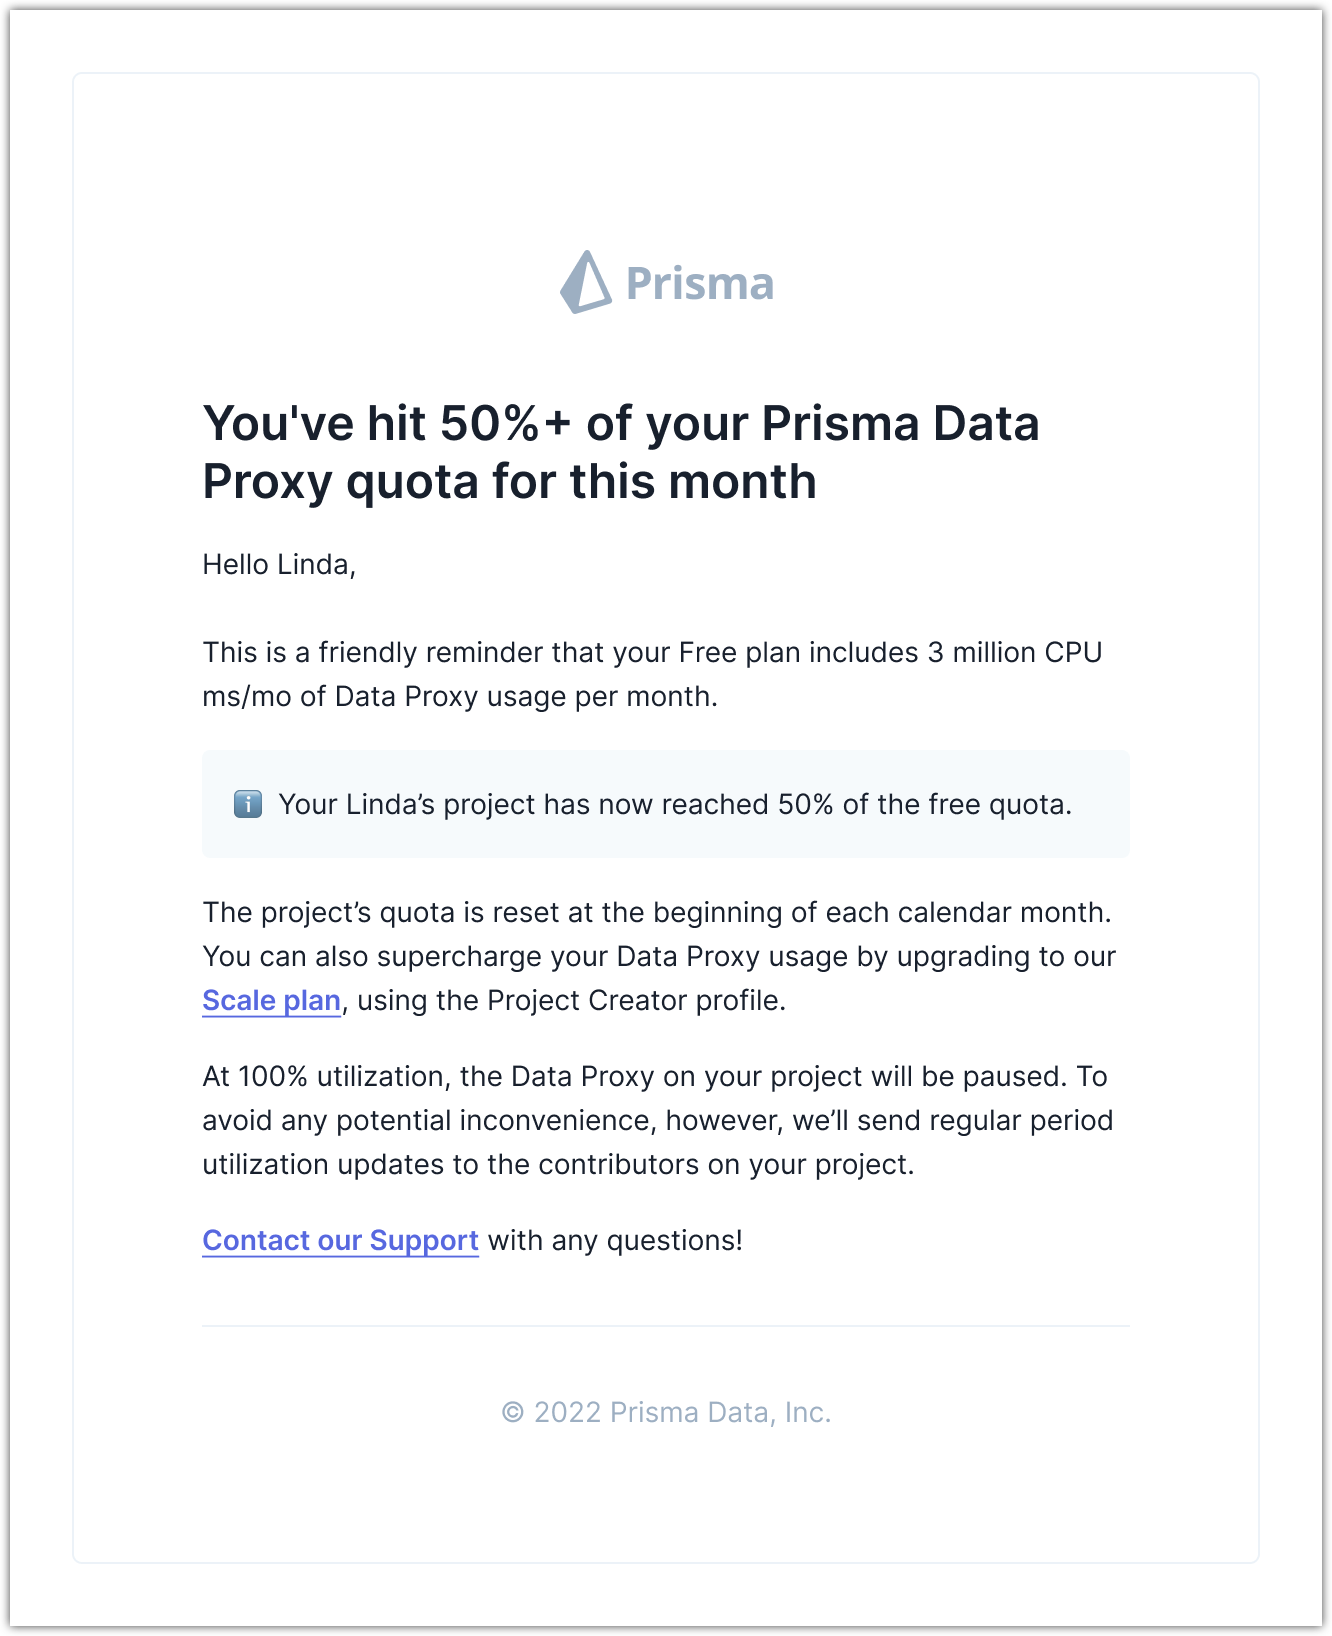 Prisma
You've hit 50%+ of your Prisma Data
Proxy quota for this month
Hello Linda,
This is a friendly reminder that your Free plan includes 3 million CPU
ms/mo of Data Proxy usage per month.
ℹ️ Your Linda’s project has now reached 50% of the free quota.
The project’s quota is reset at the beginning of each calendar month.
You can also supercharge your Data Proxy usage by upgrading to our
Scale plan, using the Project Creator profile.
At 100% utilization, the Data Proxy on your project will be paused. To
avoid any potential inconvenience, however, we’ll send regular period
utilization updates to the contributors on your project.
Contact our Support with any questions!
© 2022 Prisma Data, Inc.